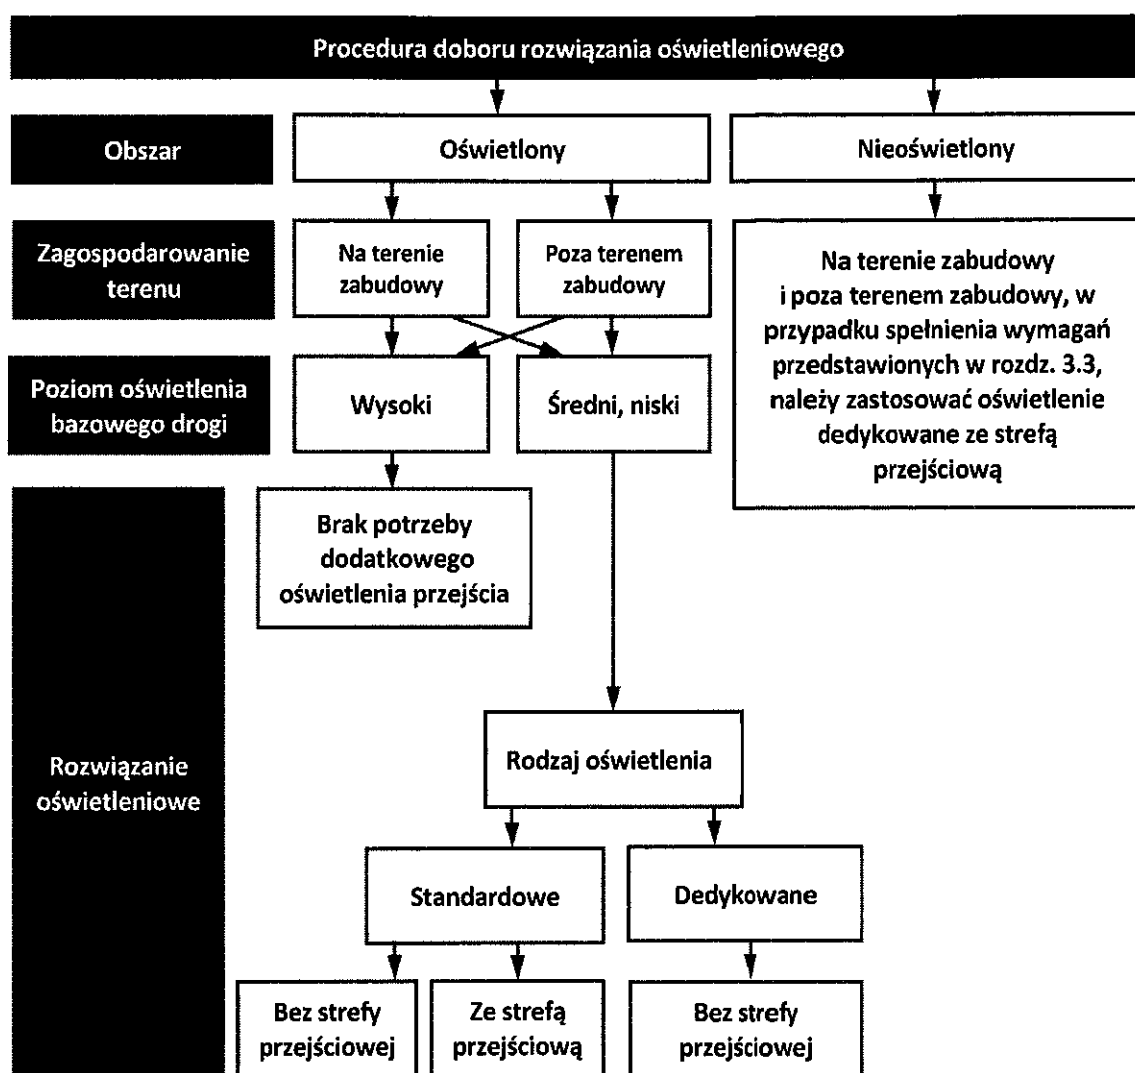 Procedura doboru rozwiązania oświetleniowego
Obszar
Oświetlony
Nieoświetlony
Zagospodarowanie
terenu
Na terenie
zabudowy
Poza terenem
zabudowy
Na terenie zabudowy
i poza terenem zabudowy, w
przypadku spełnienia wymagań
przedstawionych w rozdz. 3.3,
należy zastosować oświetlenie
dedykowane ze strefą
przejściową
Poziom oświetlenia
bazowego drogi
Wysoki
Średni, niski
Rozwiązanie
oświetleniowe
Brak potrzeby
dodatkowego
oświetlenia przejścia
Rodzaj oświetlenia
Standardowe
Dedykowane
Bez strefy
przejściowej
Ze strefą
przejściową
Bez strefy
przejściowej